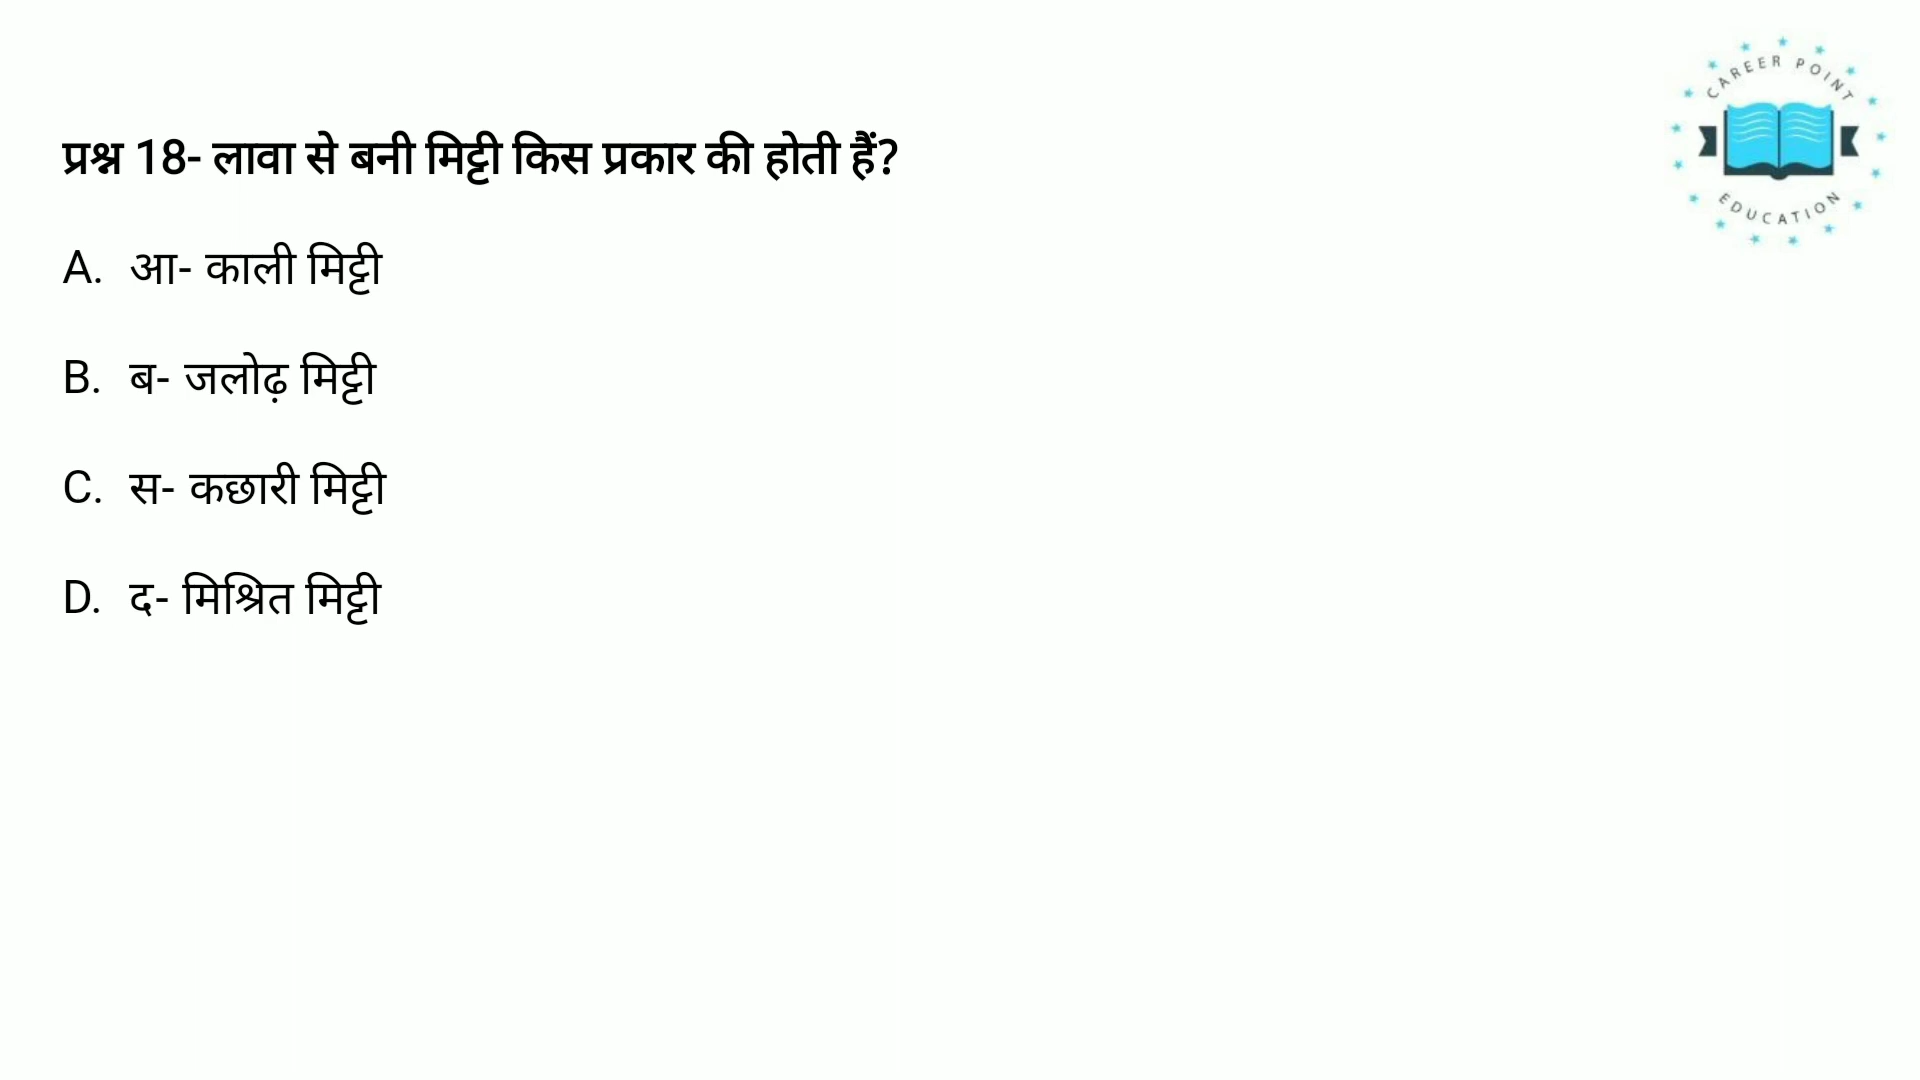 CAREER POINT
EDUCATION
प्रश्न 18- लावा से बनी मिट्टी किस प्रकार की होती हैं?
A. आ- काली मिट्टी
B. ब- जलोढ़ मिट्टी
C. स- कछारी मिट्टी
D. द- मिश्रित मिट्टी